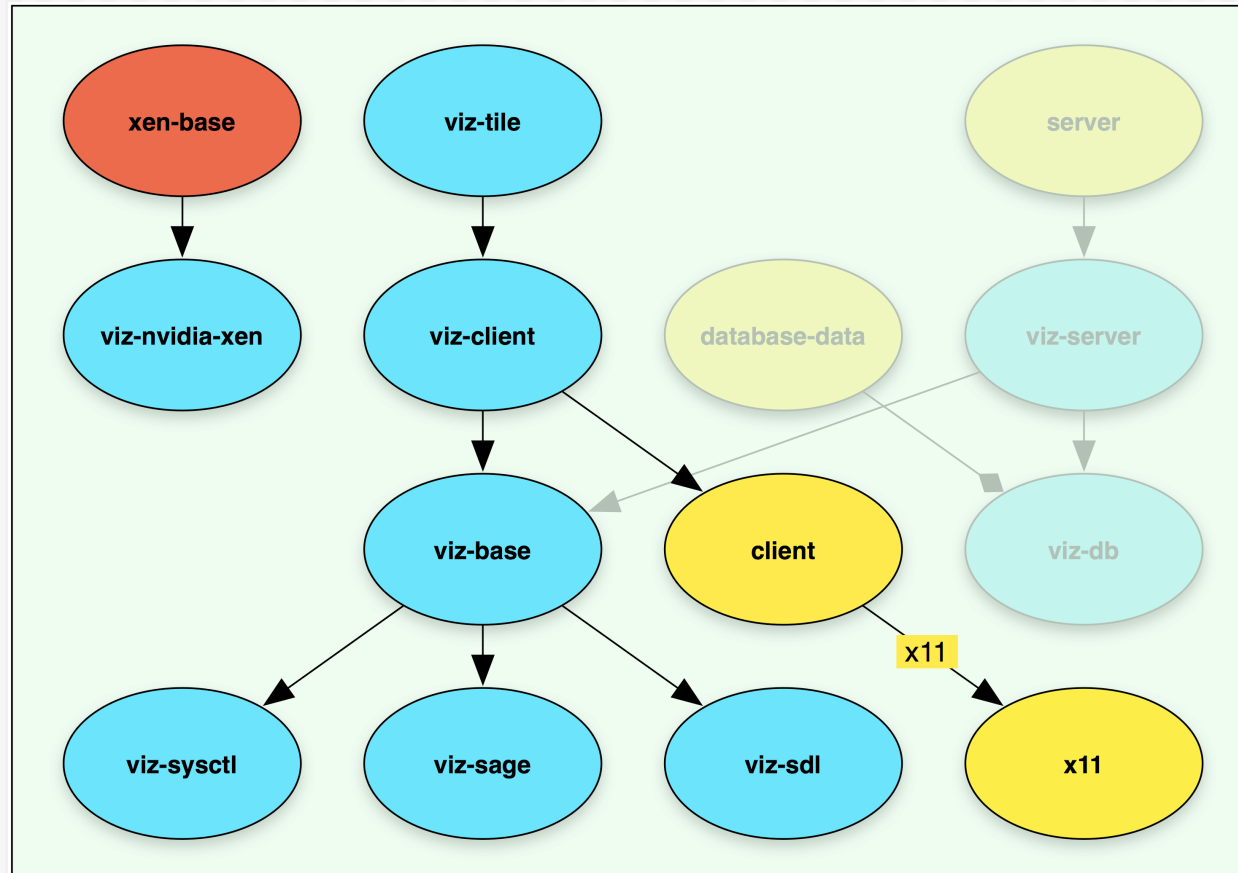 xen-base
viz-tile
server
viz-nvidia-xen
viz-client
database-data
viz-server
viz-base
client
viz-db
x11
viz-sysctl
viz-sage
viz-sdl
x11